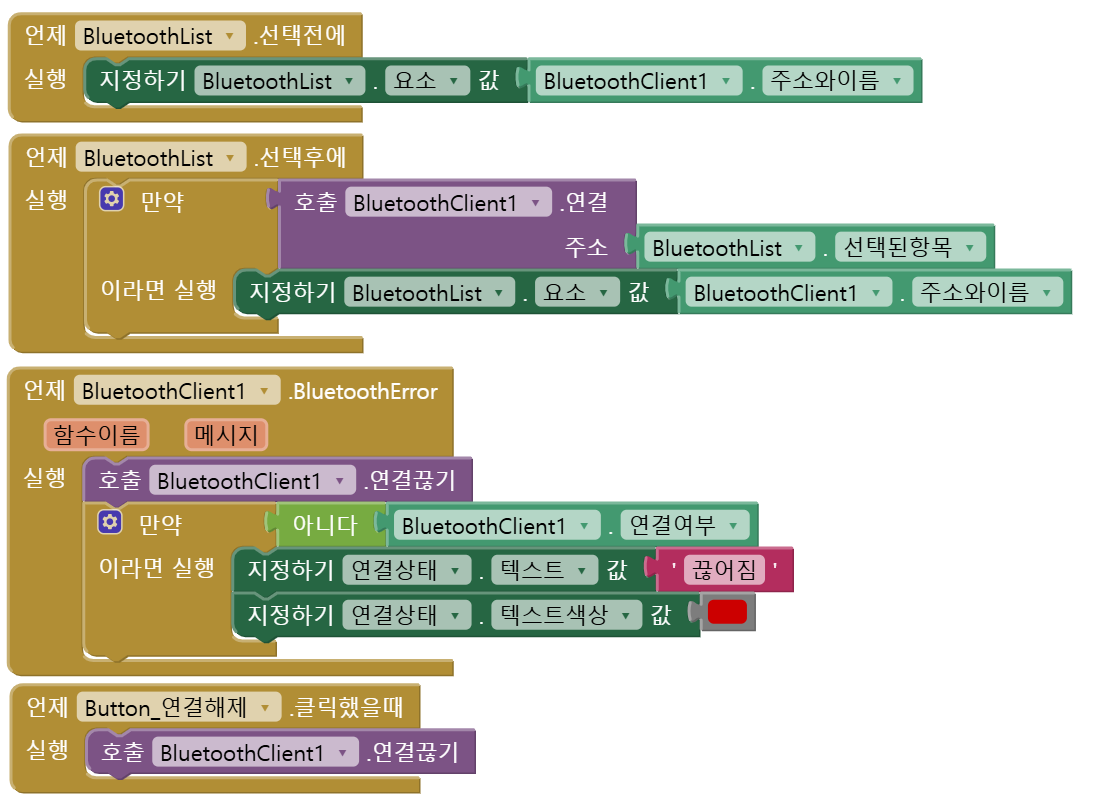 언제 BluetoothList .선택전에
실행 지정하기 BluetoothList . 요소 값 BluetoothClient1 . 주소와이름
언제 BluetoothList .선택후에
실행 만약 호출 BluetoothClient1 .연결
주소 BluetoothList . 선택된항목
이라면 실행 지정하기 BluetoothList . 요소 값 BluetoothClient1 . 주소와이름
언제 BluetoothClient1 .BluetoothError
함수이름 메시지
실행 호출 BluetoothClient1 .연결끊기
만약 아니다 BluetoothClient1 . 연결여부
이라면 실행 지정하기 연결상태 . 텍스트 값 ' 끊어짐 '
지정하기 연결상태 . 텍스트색상 값
언제 Button_연결해제 .클릭했을때
실행 호출 BluetoothClient1 .연결끊기